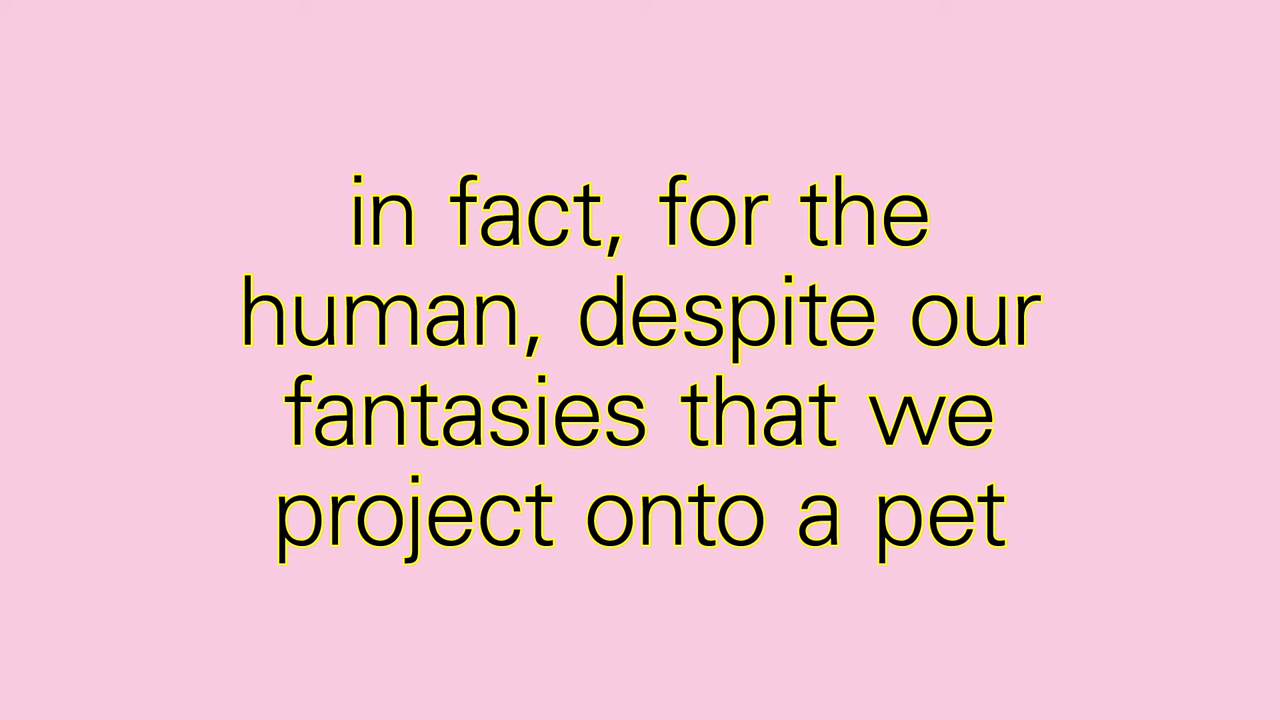 in fact, for the
human, despite our
fantasies that we
project onto a pet